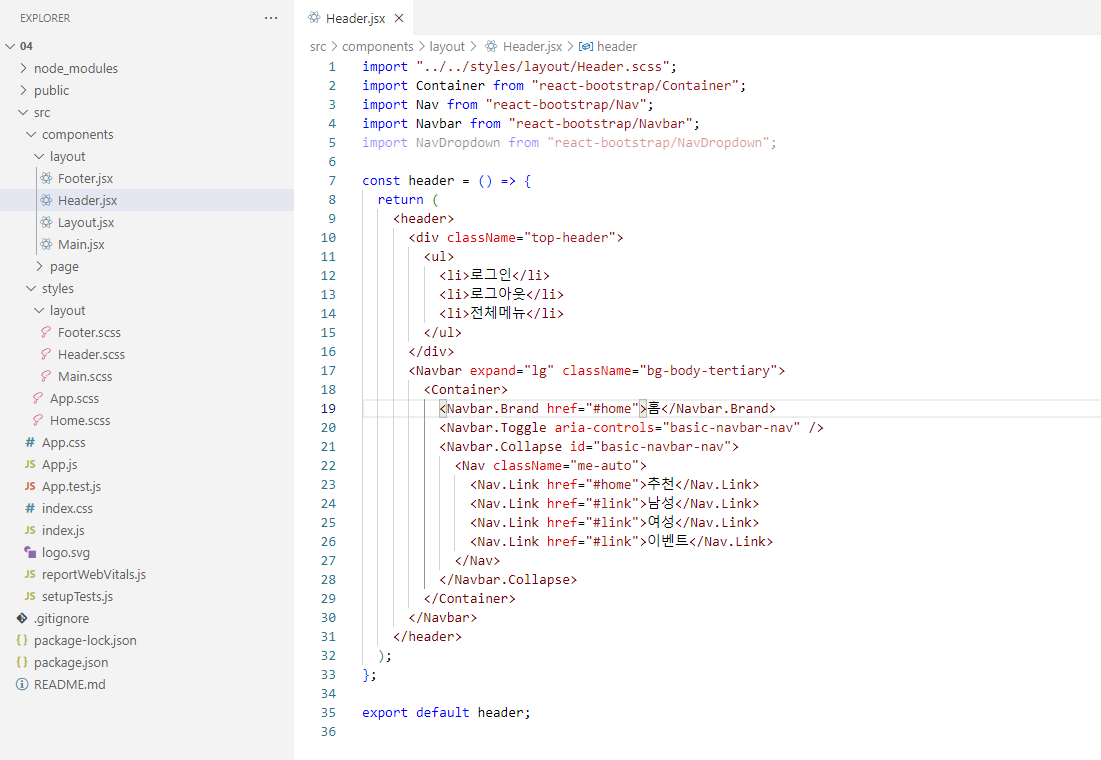 EXPLORER
04
node_modules
public
src
components
layout
Footer.jsx
Header.jsx
Layout.jsx
Main.jsx
page
styles
layout
Footer.scss
Header.scss
Main.scss
App.scss
Home.scss
# App.css
JS App.js
JS App.test.js
# index.css
JS index.js
logo.svg
JS reportWebVitals.js
JS setupTests.js
.gitignore
{} package-lock.json
{} package.json
README.md
Header.jsx ×
src > components > layout > Header.jsx > header
1 import "../../styles/layout/Header.scss";
2 import Container from "react-bootstrap/Container";
3 import Nav from "react-bootstrap/Nav";
4 import Navbar from "react-bootstrap/Navbar";
5 import NavDropdown from "react-bootstrap/NavDropdown";
6
7 const header = () => {
8   return (
9     <header>
10       <div className="top-header">
11         <ul>
12           <li>로그인</li>
13           <li>로그아웃</li>
14           <li>전체메뉴</li>
15         </ul>
16       </div>
17       <Navbar expand="lg" className="bg-body-tertiary">
18         <Container>
19           <Navbar.Brand href="#home">홈</Navbar.Brand>
20           <Navbar.Toggle aria-controls="basic-navbar-nav" />
21           <Navbar.Collapse id="basic-navbar-nav">
22             <Nav className="me-auto">
23               <Nav.Link href="#home">추천</Nav.Link>
24               <Nav.Link href="#link">남성</Nav.Link>
25               <Nav.Link href="#link">여성</Nav.Link>
26               <Nav.Link href="#link">이벤트</Nav.Link>
27             </Nav>
28           </Navbar.Collapse>
29         </Container>
30       </Navbar>
31     </header>
32   );
33 };
34
35 export default header;
36